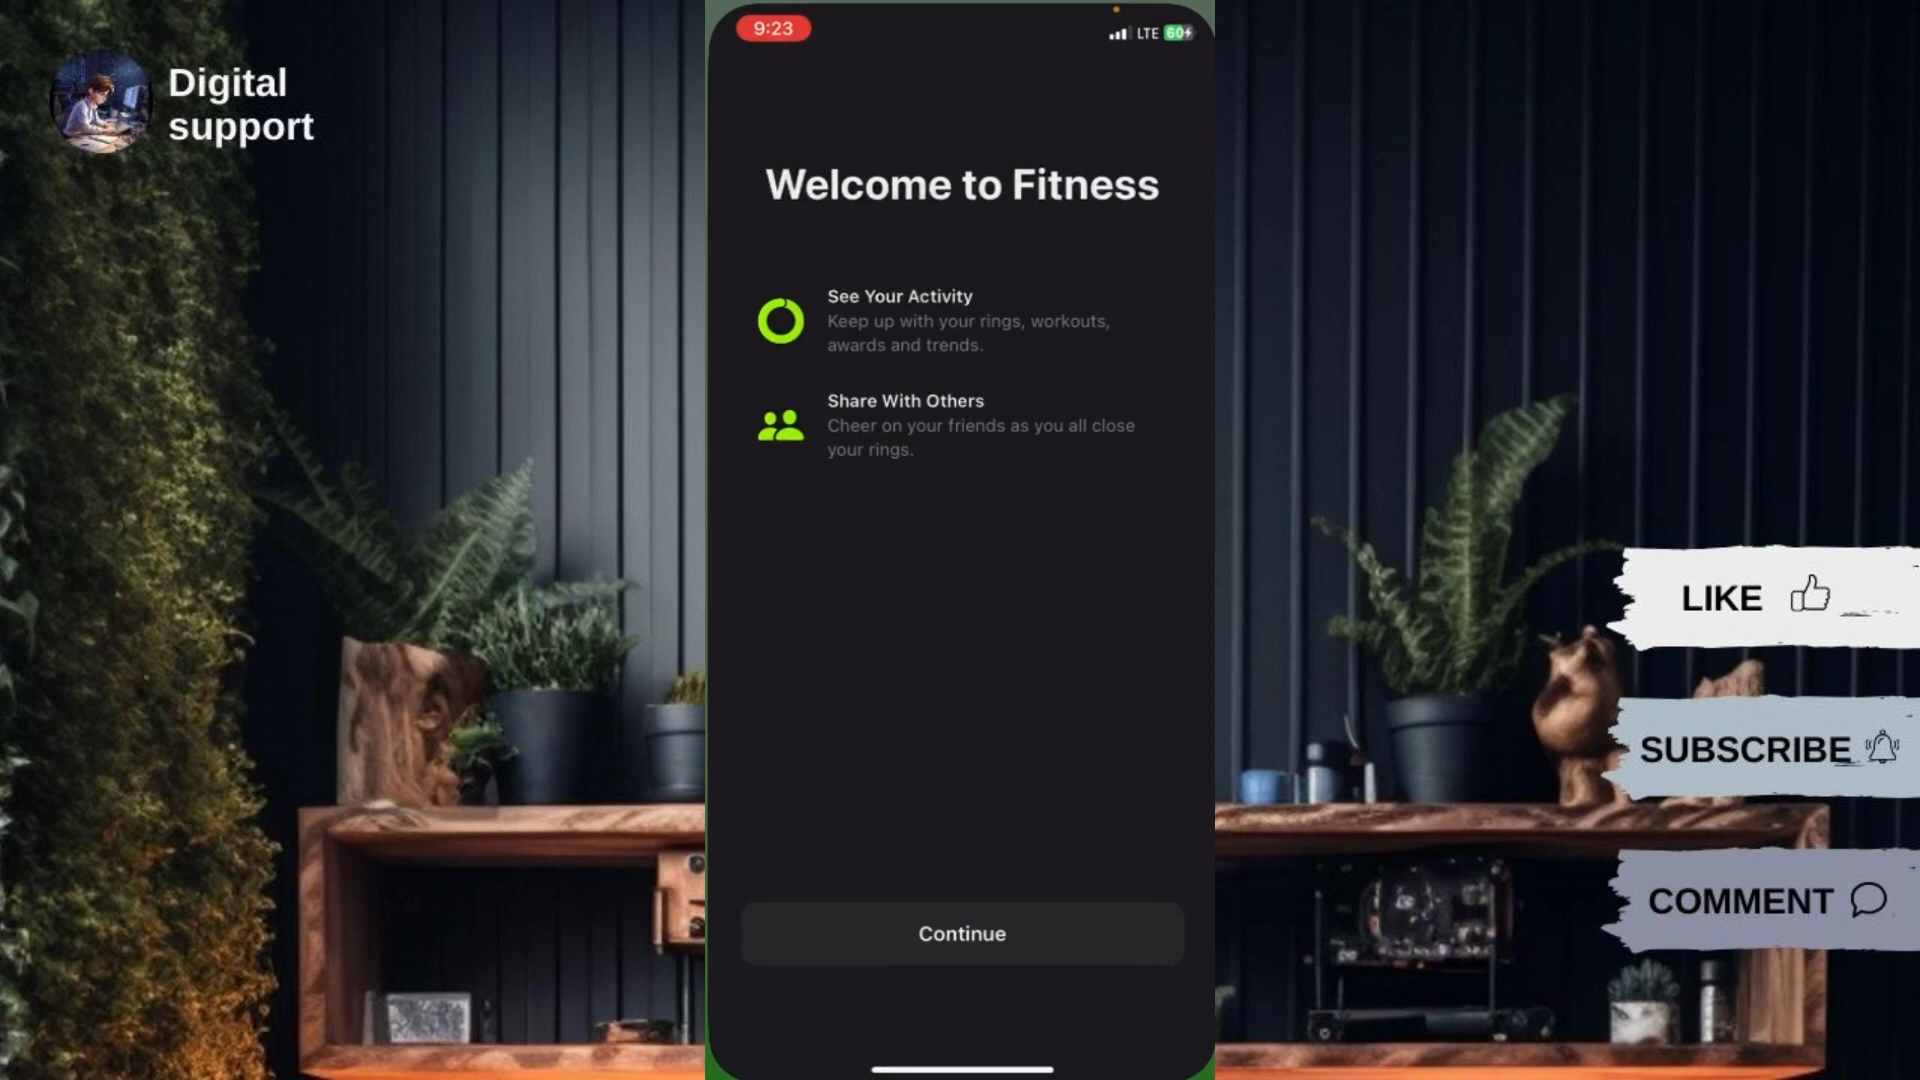 Digital
support
9:23
LTE 60
Welcome to Fitness
See Your Activity
Keep up with your rings, workouts,
awards and trends.
Share With Others
Cheer on your friends as you all close
your rings.
Continue
LIKE
SUBSCRIBE
COMMENT